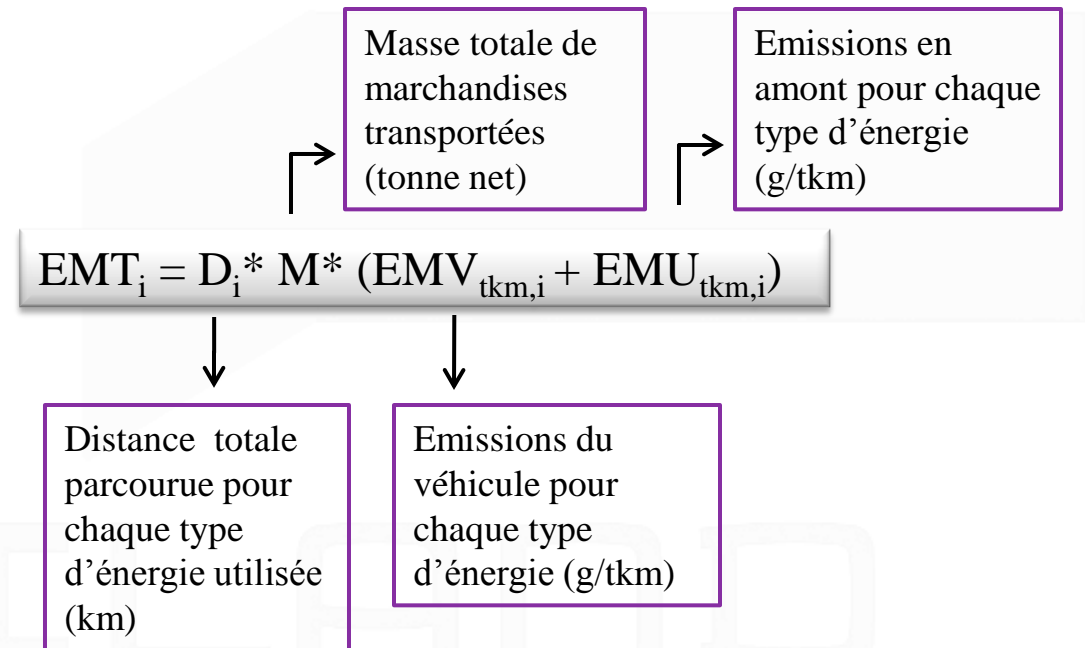 Masse totale de
marchandises
transportées
(tonne net)
Emissions en
amont pour chaque
type d’énergie
(g/tkm)
EMTi = Di* M* (EMVtkm,i + EMUtkm,i)
Distance totale
parcourue pour
chaque type
d’énergie utilisée
(km)
Emissions du
véhicule pour
chaque type
d’énergie (g/tkm)